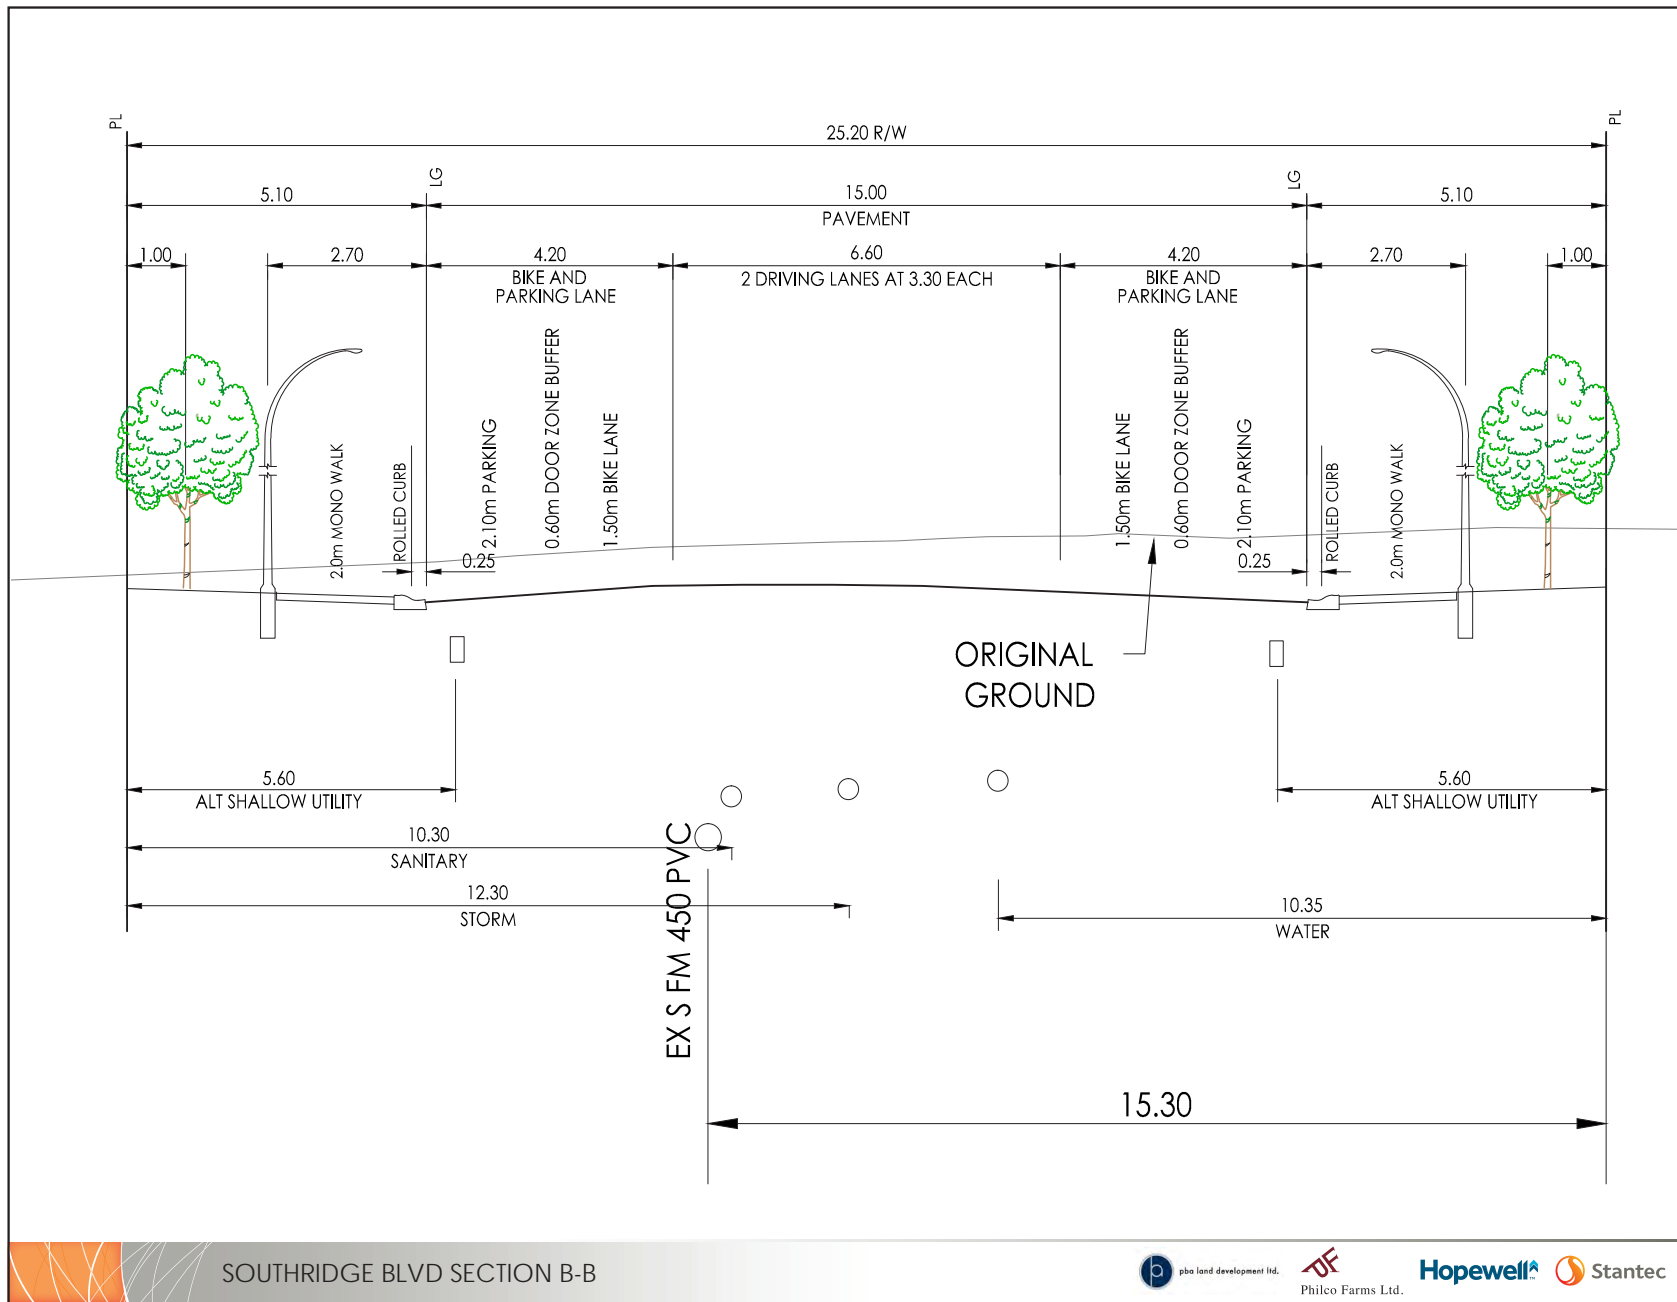 PL
PL
25.20 R/W
LG
LG
5.10
15.00
5.10
PAVEMENT
1.00
2.70
4.20
6.60
4.20
2.70
1.00
BIKE AND
PARKING LANE
2 DRIVING LANES AT 3.30 EACH
BIKE AND
PARKING LANE
2.0m MONO WALK
ROLLED CURB
2.10m PARKING
0.60m DOOR ZONE BUFFER
1.50m BIKE LANE
1.50m BIKE LANE
0.60m DOOR ZONE BUFFER
2.10m PARKING
ROLLED CURB
2.0m MONO WALK
0.25
0.25
ORIGINAL
GROUND
5.60
ALT SHALLOW UTILITY
5.60
ALT SHALLOW UTILITY
10.30
SANITARY
12.30
STORM
10.35
WATER
EX S FM 450 PVC
15.30
SOUTHRIDGE BLVD SECTION B-B
pba land development ltd.
Philco Farms Ltd.
Hopewell
Stantec